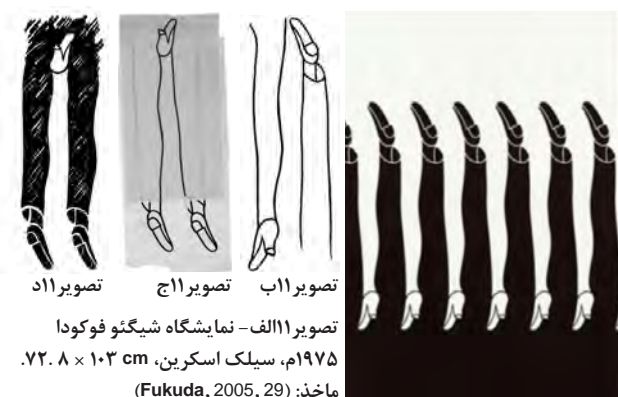 تصویر۱۱ب تصویر۱۱ج تصویر۱۱د
تصویر۱۱الف- نمایشگاه شیگئو فوکودا
۱۹۷۵م، سیلک اسکرین، ۷۲.۸ × ۱۰۳ cm.
ماخذ: (Fukuda, 2005, 29)